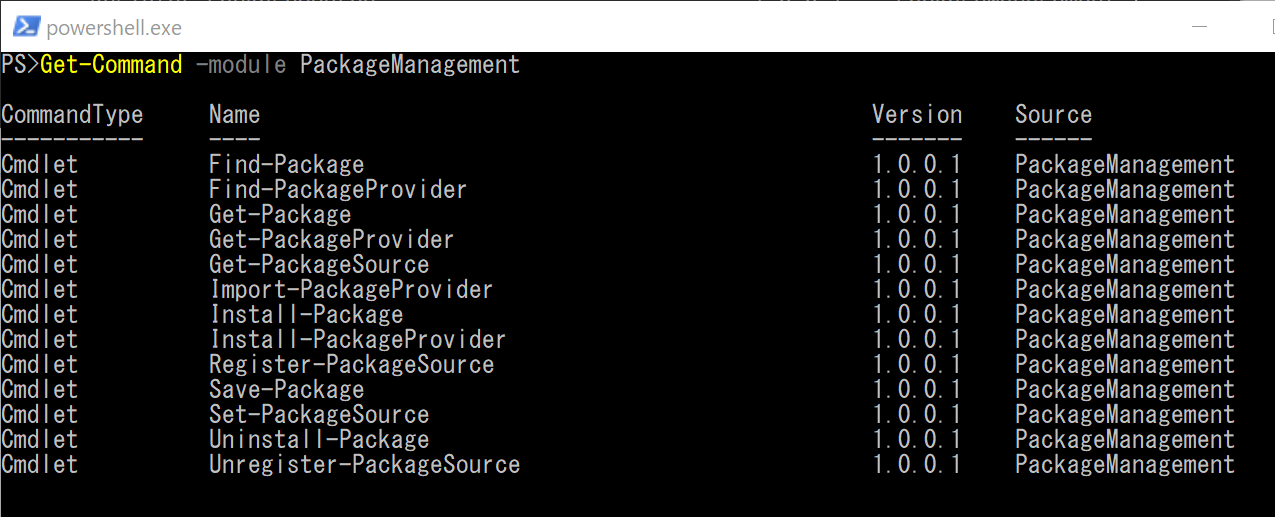 powershell.exe
PS>Get-Command -module PackageManagement
CommandType Name Version Source
----------- ---- ------- ------
Cmdlet Find-Package 1.0.0.1 PackageManagement
Cmdlet Find-PackageProvider 1.0.0.1 PackageManagement
Cmdlet Get-Package 1.0.0.1 PackageManagement
Cmdlet Get-PackageProvider 1.0.0.1 PackageManagement
Cmdlet Get-PackageSource 1.0.0.1 PackageManagement
Cmdlet Import-PackageProvider 1.0.0.1 PackageManagement
Cmdlet Install-Package 1.0.0.1 PackageManagement
Cmdlet Install-PackageProvider 1.0.0.1 PackageManagement
Cmdlet Register-PackageSource 1.0.0.1 PackageManagement
Cmdlet Save-Package 1.0.0.1 PackageManagement
Cmdlet Set-PackageSource 1.0.0.1 PackageManagement
Cmdlet Uninstall-Package 1.0.0.1 PackageManagement
Cmdlet Unregister-PackageSource 1.0.0.1 PackageManagement